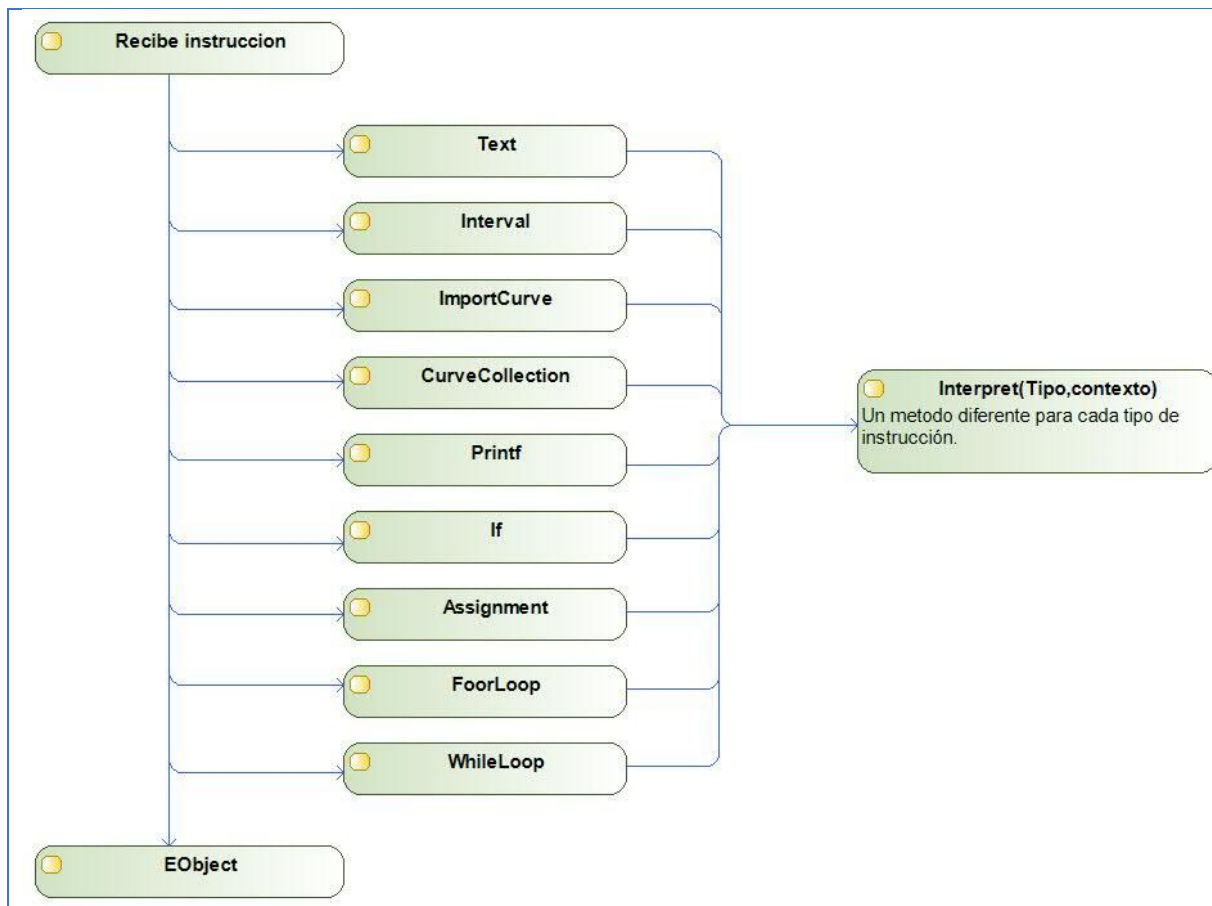 Recibe instruccion
Text
Interval
ImportCurve
CurveCollection
Interpret(Tipo,contexto)
Un metodo diferente para cada tipo de
instrucción.
Printf
If
Assignment
FoorLoop
WhileLoop
EObject